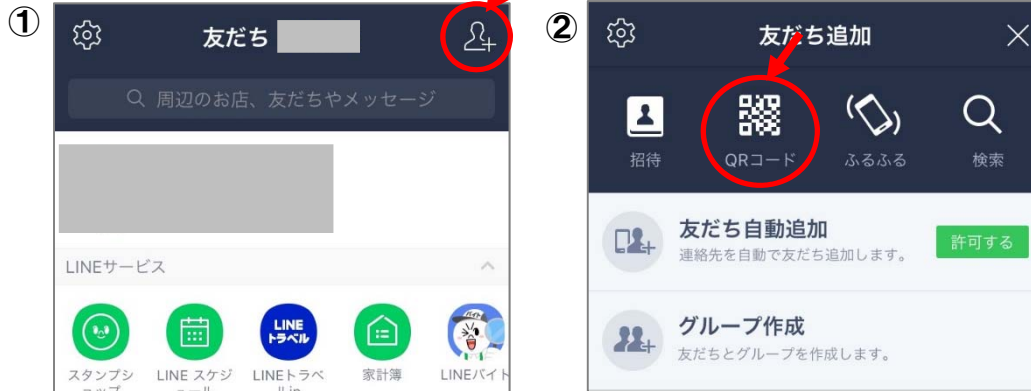 ①
友だち
周辺のお店、友だちやメッセージ
LINEサービス
LINE
トラベル
バイト
スタンプシ
LINE スケジ
LINEトラベ
家計簿
LINEバイト
②
友だち追加
招待
QRコード
ふるふる
検索
友だち自動追加
連絡先を自動で友だち追加します。
許可する
グループ作成
友だちとグループを作成します。